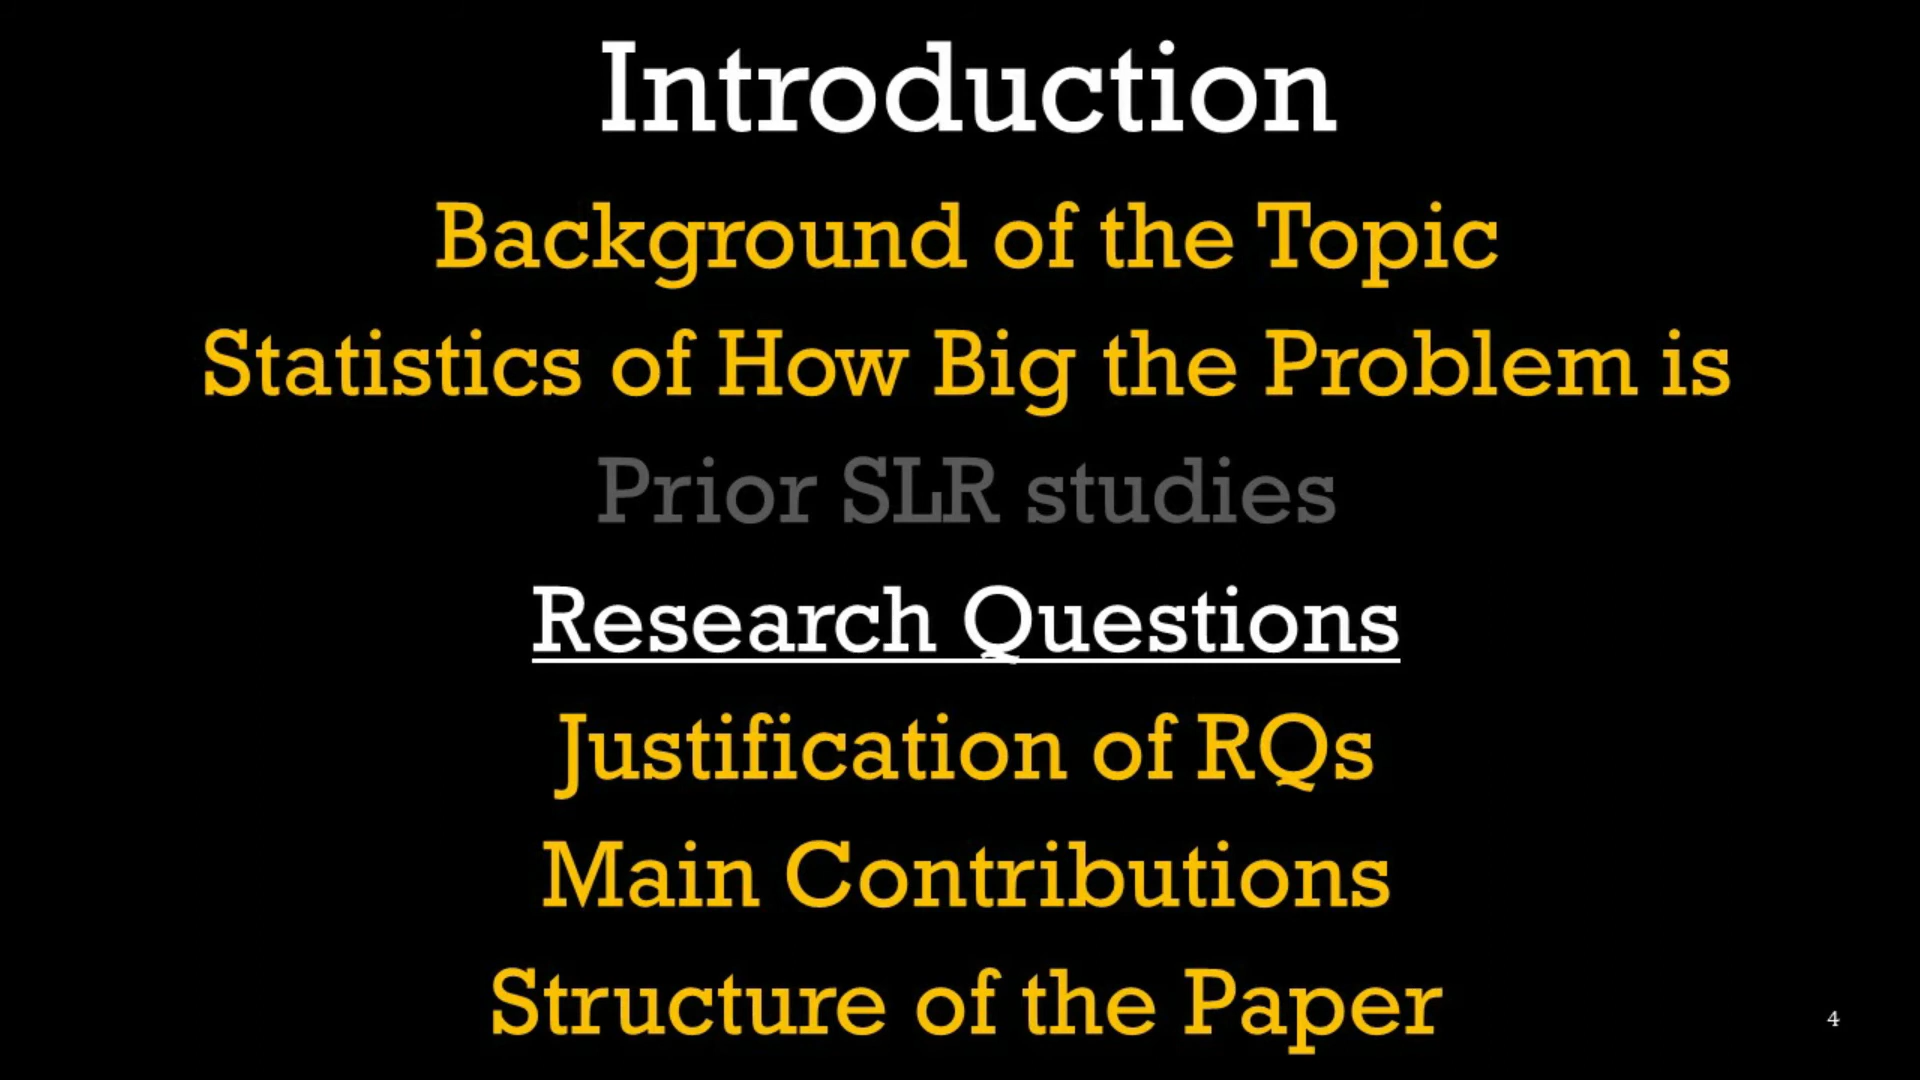 Introduction
Background of the Topic
Statistics of How Big the Problem is
Prior SLR studies
Research Questions
Justification of RQs
Main Contributions
Structure of the Paper
4